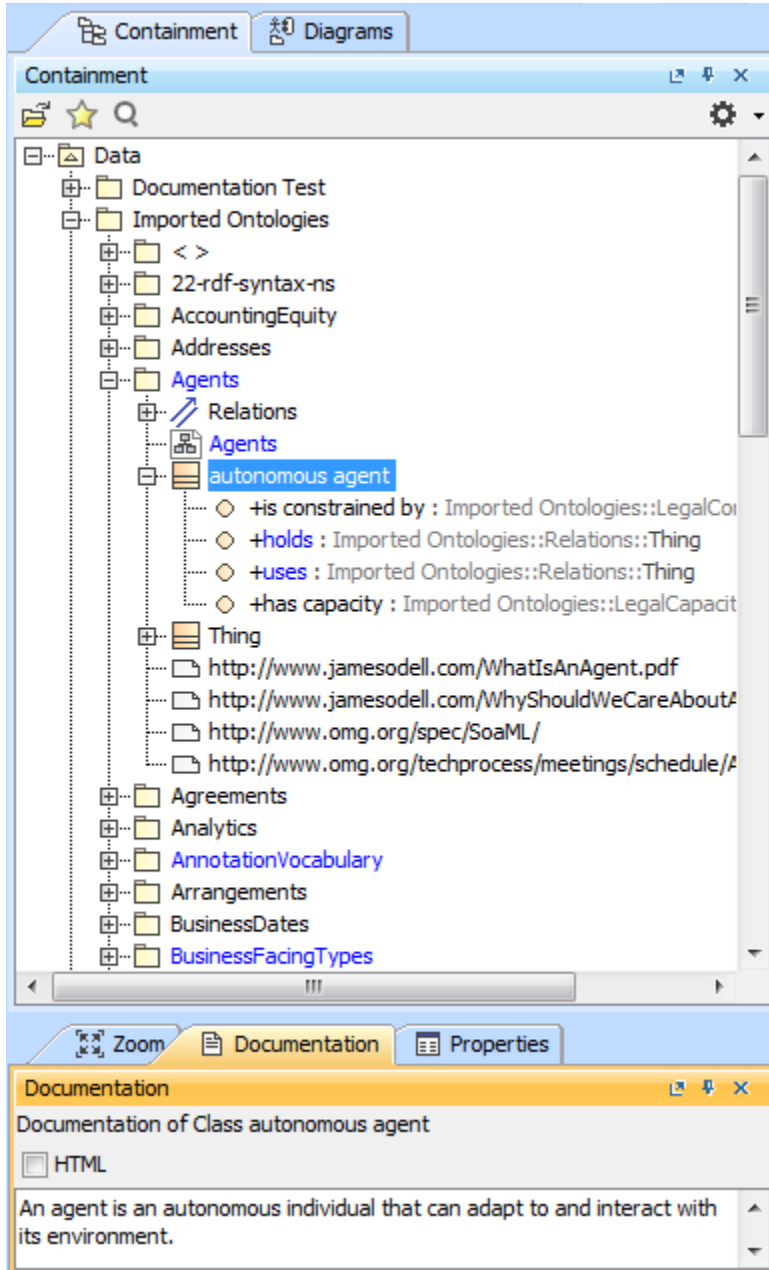 Containment
Diagrams
Containment
Data
Documentation Test
Imported Ontologies
< >
22-rdf-syntax-ns
AccountingEquity
Addresses
Agents
Relations
Agents
autonomous agent
+is constrained by : Imported Ontologies::LegalCo
+holds : Imported Ontologies::Relations::Thing
+uses : Imported Ontologies::Relations::Thing
+has capacity : Imported Ontologies::LegalCapacit
Thing
http://www.jamesodell.com/WhatIsAnAgent.pdf
http://www.jamesodell.com/WhyShouldWeCareAboutA
http://www.omg.org/spec/SoaML/
http://www.omg.org/techprocess/meetings/schedule/A
Agreements
Analytics
AnnotationVocabulary
Arrangements
BusinessDates
BusinessFacingTypes
Zoom
Documentation
Properties
Documentation
Documentation of Class autonomous agent
HTML
An agent is an autonomous individual that can adapt to and interact with
its environment.